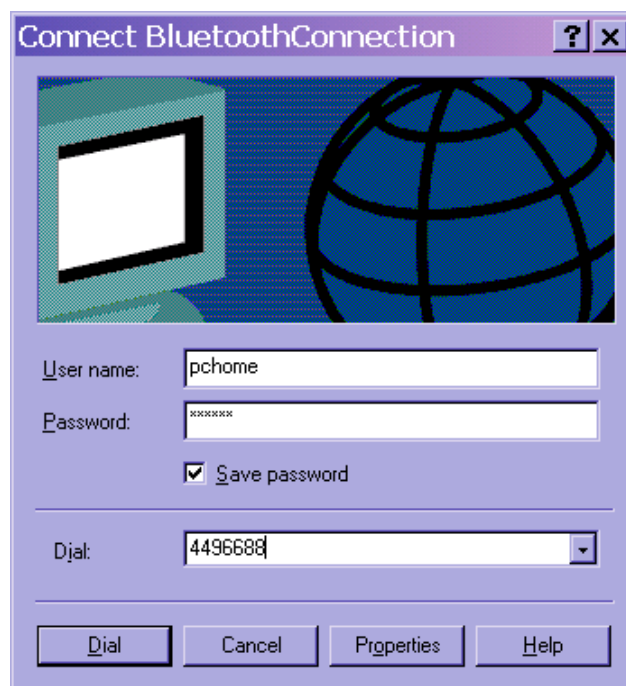 Connect BluetoothConnection
User name: pchome
Password: ××××××
Save password
Dial: 4496688
Dial Cancel Properties Help